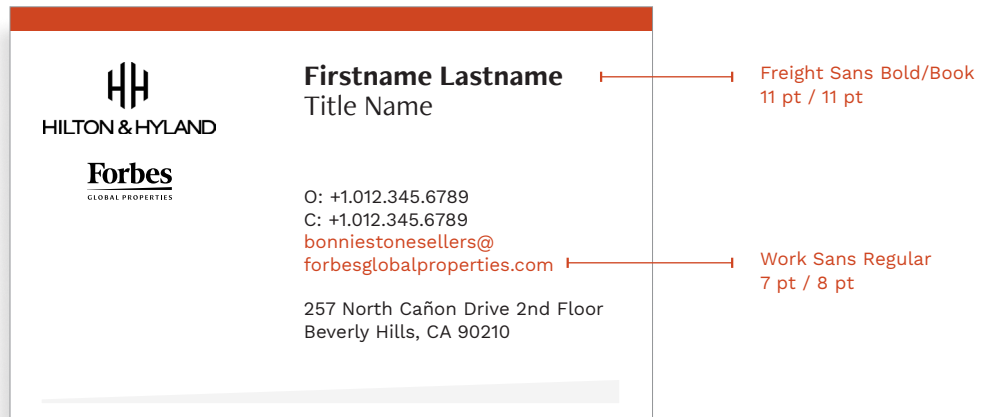 HILTON & HYLAND
Forbes
GLOBAL PROPERTIES
Firstname Lastname
Title Name
O: +1.012.345.6789
C: +1.012.345.6789
bonniestonesellers@
forbesglobalproperties.com
257 North Cañon Drive 2nd Floor
Beverly Hills, CA 90210
Freight Sans Bold/Book
11 pt / 11 pt
Work Sans Regular
7 pt / 8 pt